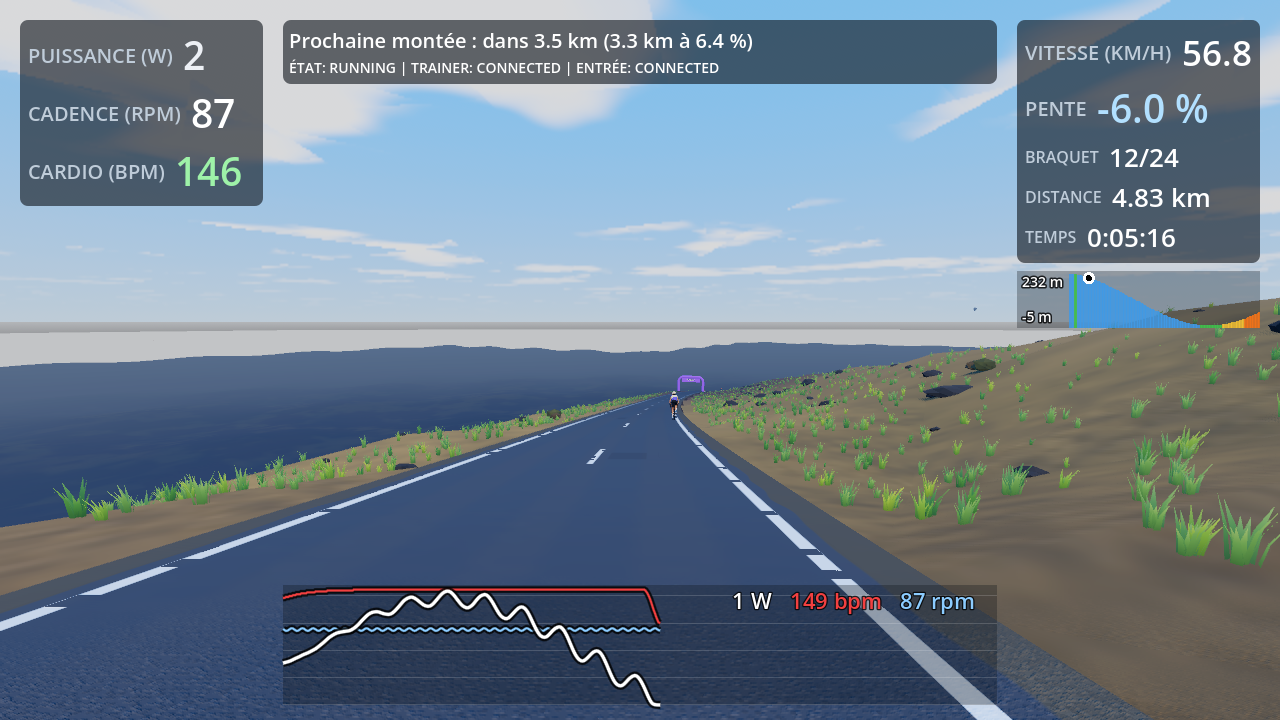 PUISSANCE (W) 2
CADENCE (RPM) 87
CARDIO (BPM) 146
Prochaine montée : dans 3.5 km (3.3 km à 6.4 %)
ÉTAT: RUNNING | TRAINER: CONNECTED | ENTRÉE: CONNECTED
VITESSE (KM/H) 56.8
PENTE -6.0 %
BRAQUET 12/24
DISTANCE 4.83 km
TEMPS 0:05:16
232 m
-5 m
1 W 149 bpm 87 rpm